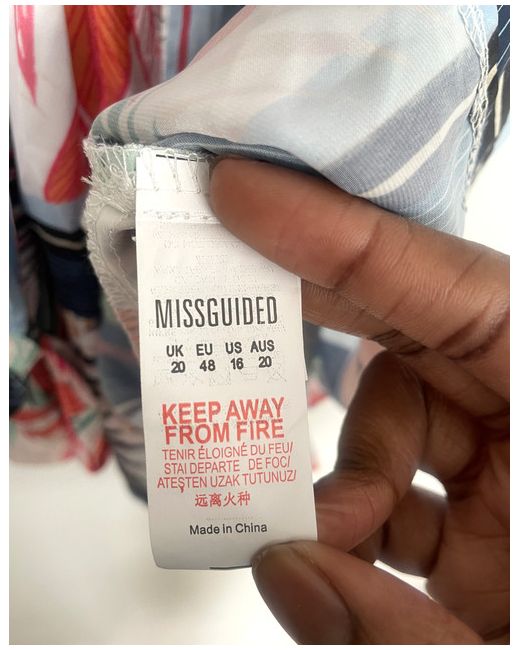 MISSGUIDED
UK EU US AUS
20 48 16 20
KEEP AWAY
FROM FIRE
TENIR ÉLOIGNÉ DU FEU/
STAI DEPARTE DE FOC/
ATEŞTEN UZAK TUTUNUZ/
远离火种
Made in China